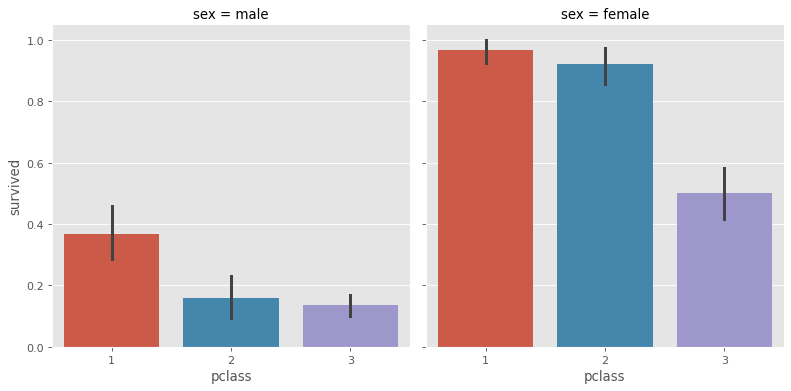 sex = male
sex = female
1.0
0.8
0.6
0.4
0.2
0.0
survived
1 2 3
1 2 3
pclass
pclass